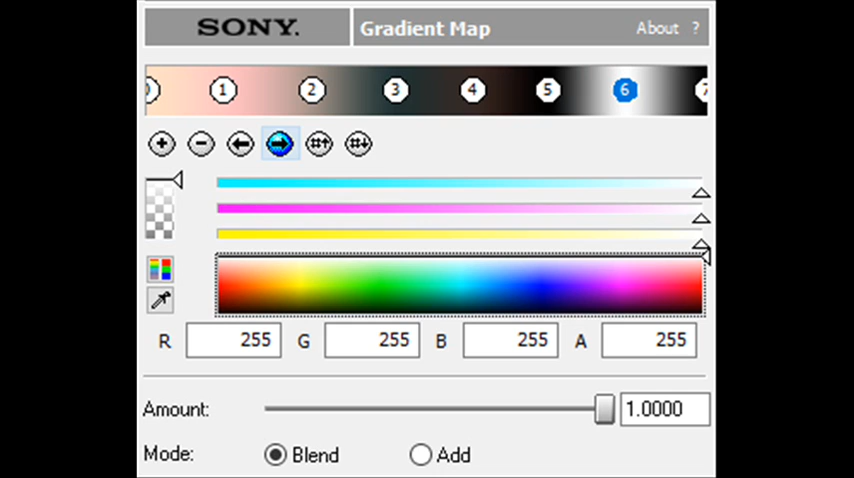 SONY. Gradient Map About ?
1 2 3 4 5 6 7
R 255 G 255 B 255 A 255
Amount: 1.0000
Mode: Blend Add